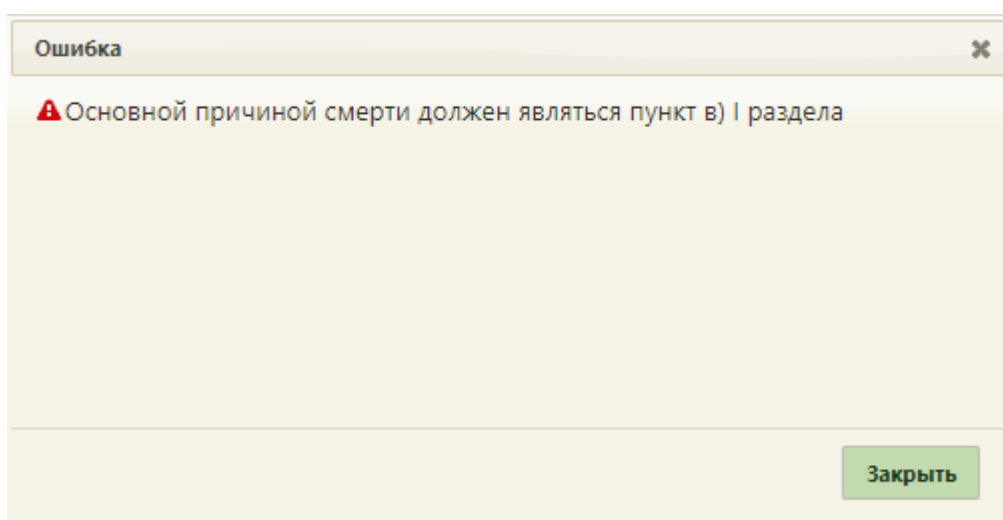 Ошибка
Основной причиной смерти должен являться пункт в) I раздела
Закрыть